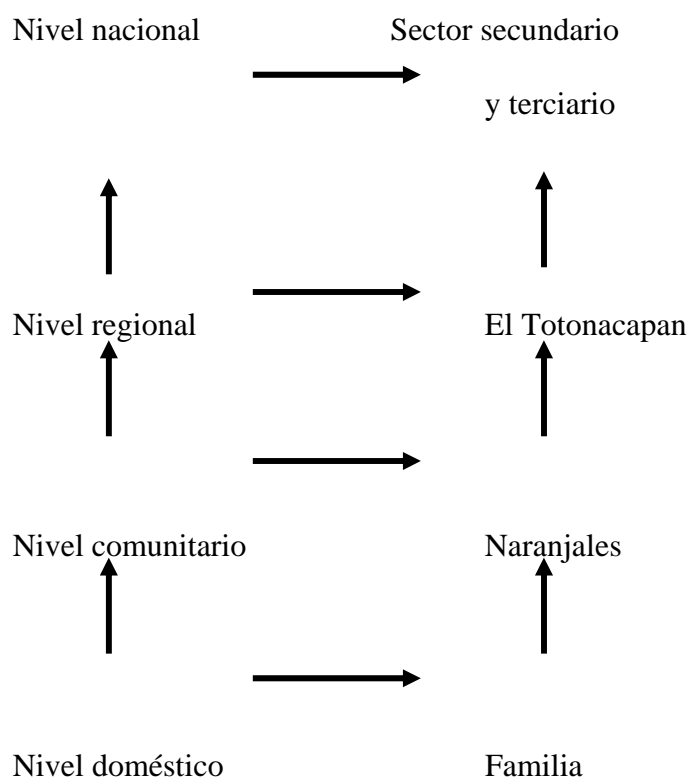 Nivel nacional Sector secundario
y terciario
Nivel regional El Totonacapan
Nivel comunitario Naranjales
Nivel doméstico Familia